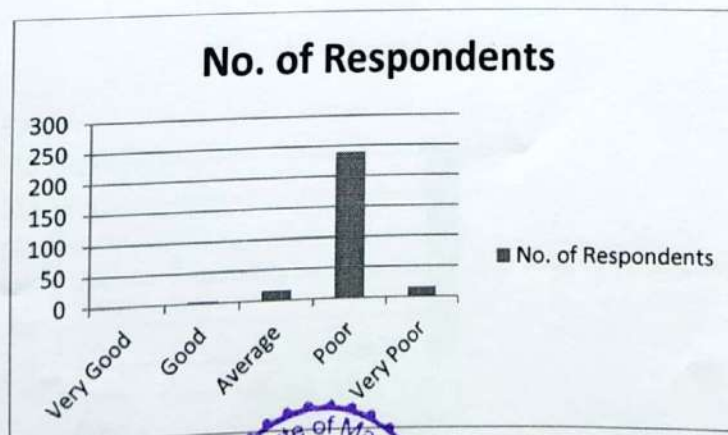 No. of Respondents
300
250
200
150
100
50
0
Very Good
Good
Average
Poor
Very Poor
No. of Respondents
of